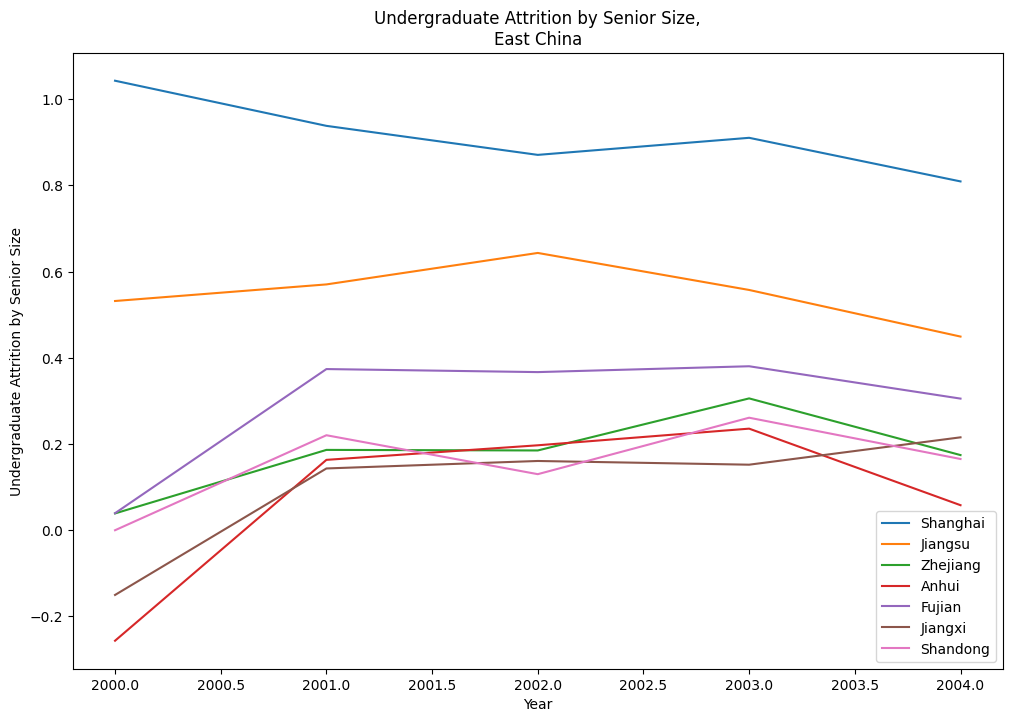 Undergraduate Attrition by Senior Size,
East China
Undergraduate Attrition by Senior Size
1.0
0.8
0.6
0.4
0.2
0.0
−0.2
Shanghai
Jiangsu
Zhejiang
Anhui
Fujian
Jiangxi
Shandong
2000.0 2000.5 2001.0 2001.5 2002.0 2002.5 2003.0 2003.5 2004.0
Year